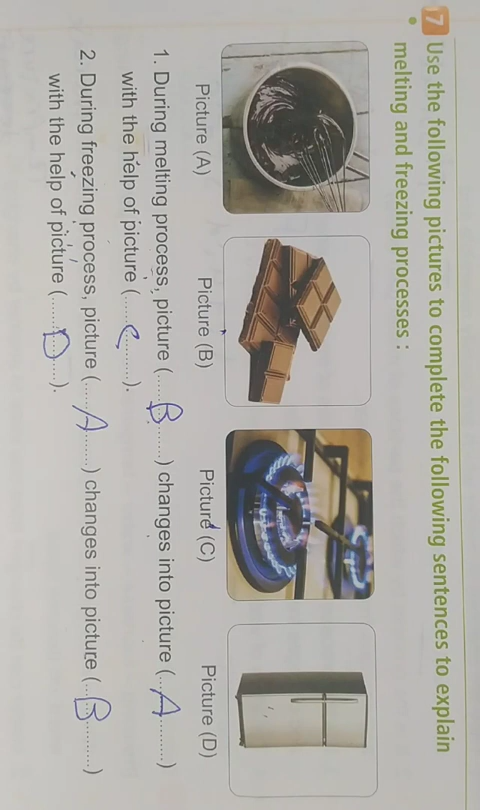 7 Use the following pictures to complete the following sentences to explain
melting and freezing processes :
Picture (A) Picture (B) Picture (C) Picture (D)
1. During melting process, picture (.....B.....) changes into picture (.....A.....)
with the help of picture (.....C.....).
2. During freezing process, picture (.....A.....) changes into picture (.....B.....)
with the help of picture (.....D.....).